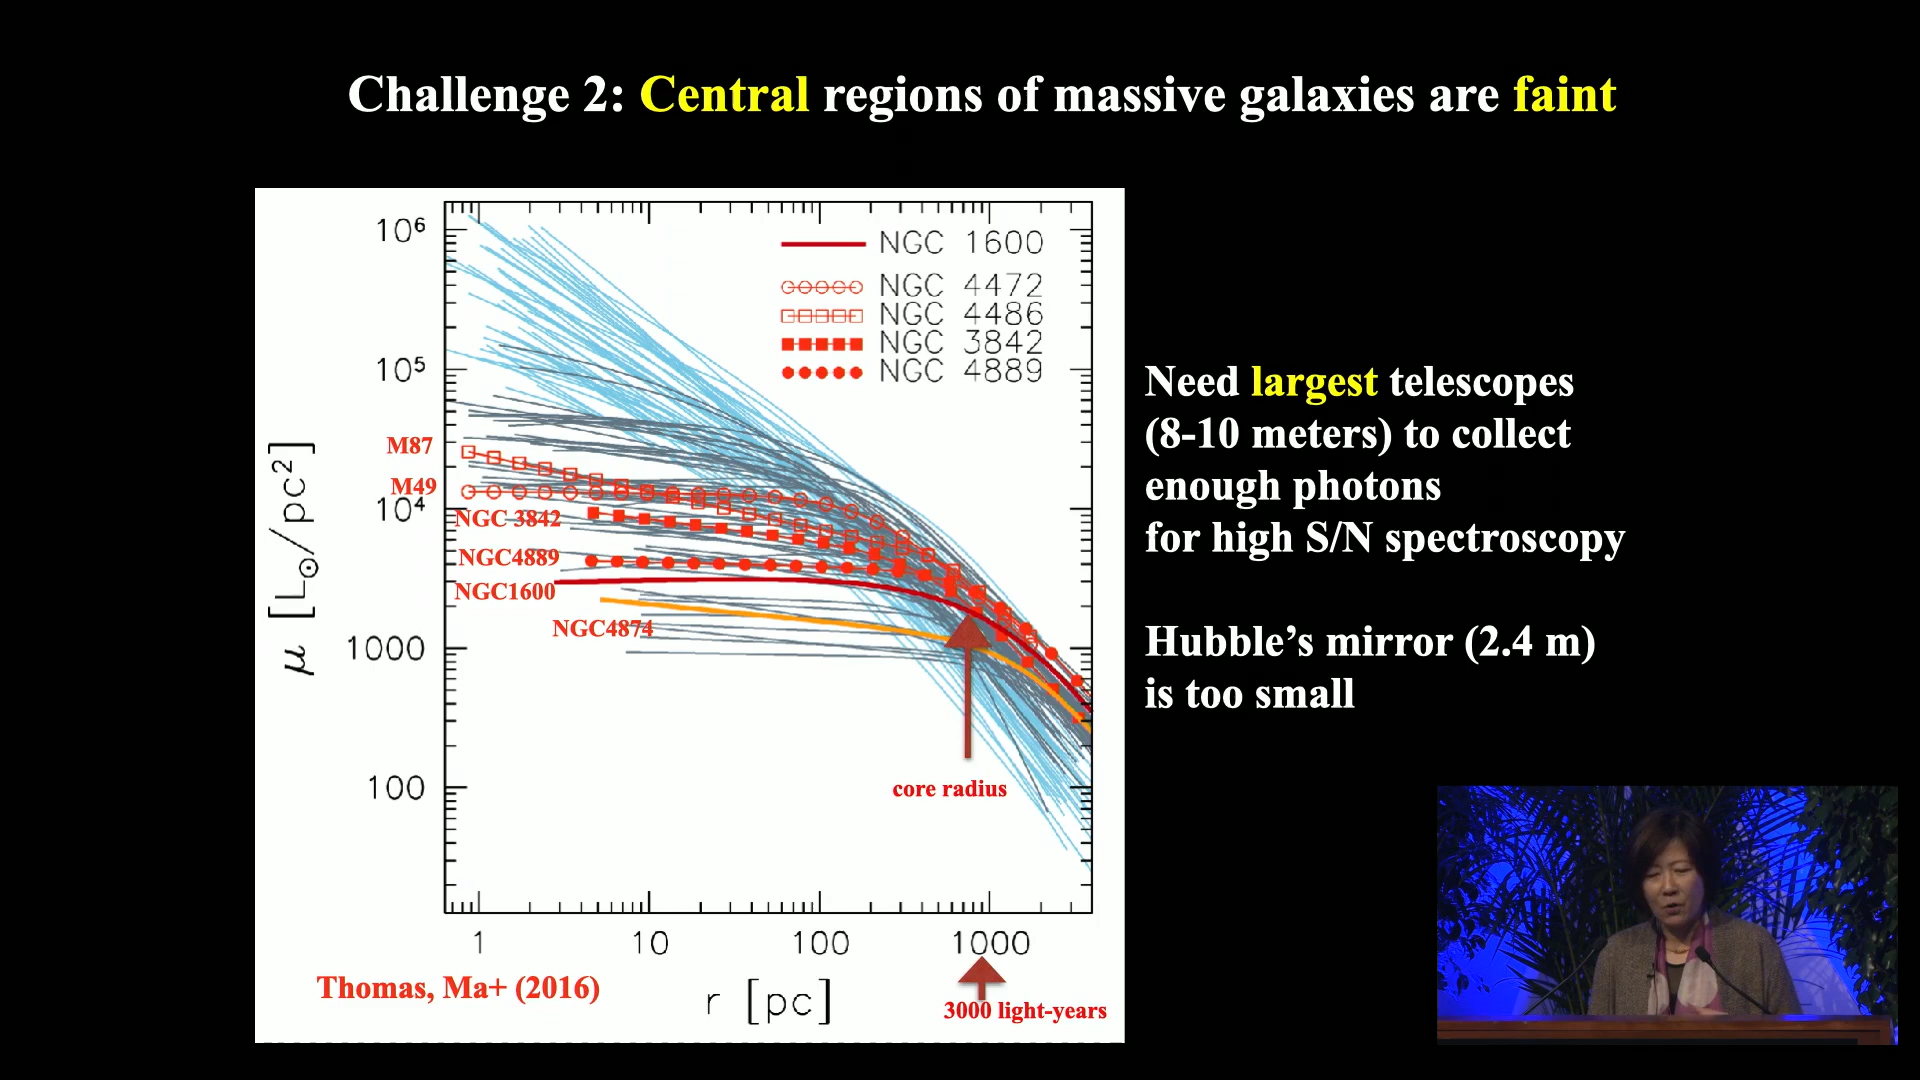 Challenge 2: Central regions of massive galaxies are faint
10⁶
10⁵
10⁴
1000
100
μ [L⊙/pc²]
NGC 1600
NGC 4472
NGC 4486
NGC 3842
NGC 4889
M87
M49
NGC 3842
NGC4889
NGC1600
NGC4874
core radius
1 10 100 1000
r [pc]
3000 light-years
Thomas, Ma+ (2016)
Need largest telescopes
(8-10 meters) to collect
enough photons
for high S/N spectroscopy
Hubble’s mirror (2.4 m)
is too small